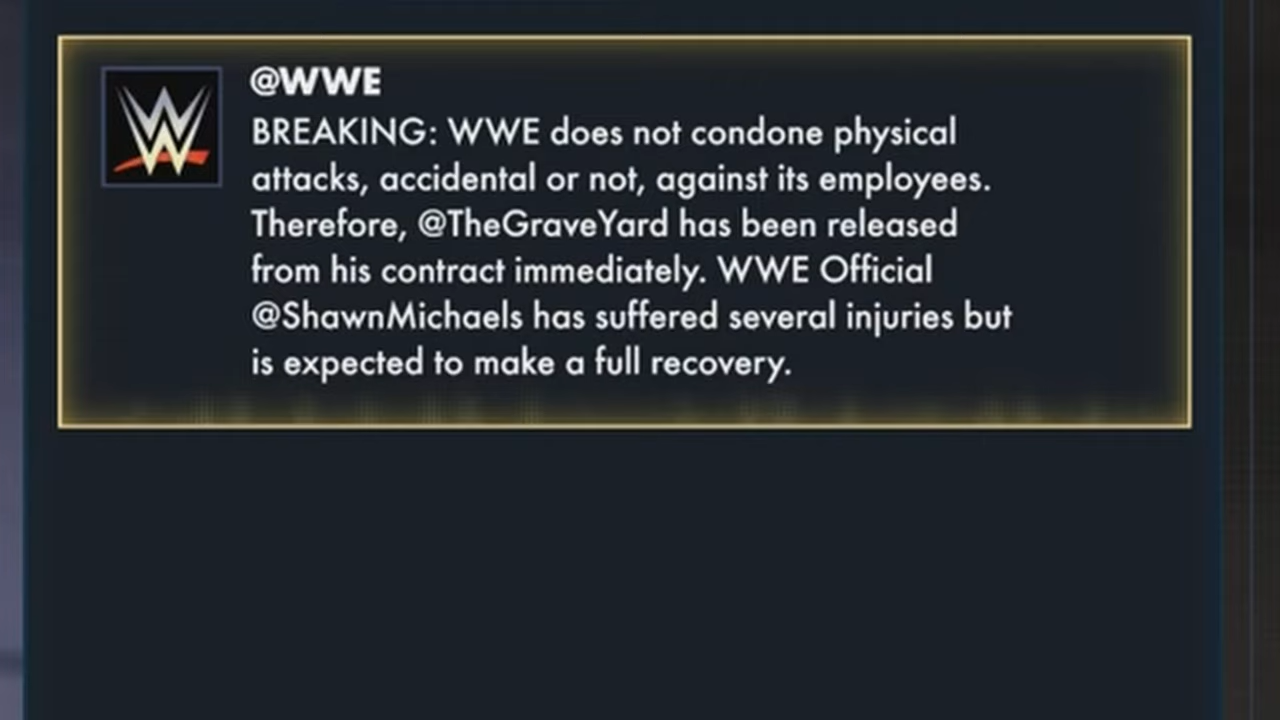 @WWE
BREAKING: WWE does not condone physical
attacks, accidental or not, against its employees.
Therefore, @TheGraveYard has been released
from his contract immediately. WWE Official
@ShawnMichaels has suffered several injuries but
is expected to make a full recovery.